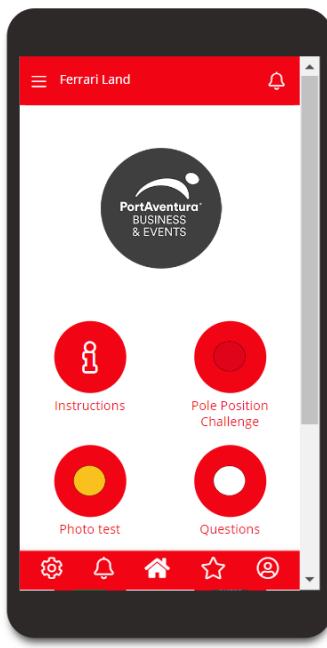 Ferrari Land
PortAventura
BUSINESS
& EVENTS
Instructions
Pole Position
Challenge
Photo test
Questions